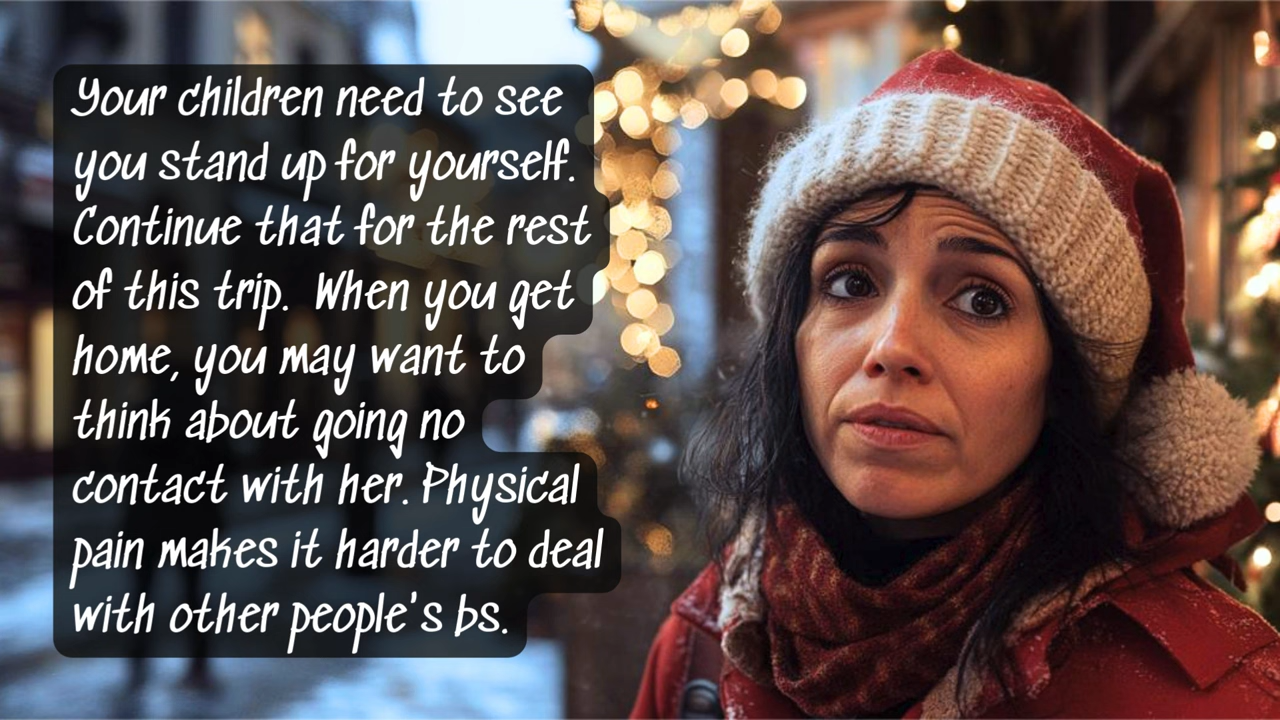 Your children need to see
you stand up for yourself.
Continue that for the rest
of this trip.  When you get
home, you may want to
think about going no
contact with her. Physical
pain makes it harder to deal
with other people's bs.